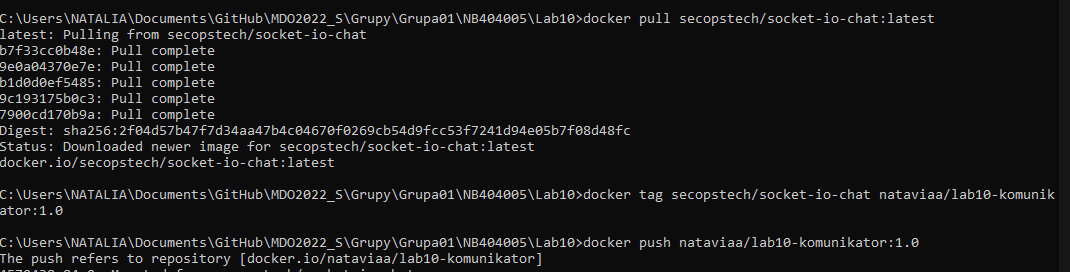 C:\Users\NATALIA\Documents\GitHub\MDO2022_S\Grupy\Grupa01\NB404005\Lab10>docker pull secopstech/socket-io-chat:latest
latest: Pulling from secopstech/socket-io-chat
b7f33cc0b48e: Pull complete
9e0a04370e7e: Pull complete
b1d0d0ef5485: Pull complete
9c193175b0c3: Pull complete
7900cd170b9a: Pull complete
Digest: sha256:2f04d57b47f7d34aa47b4c04670f0269cb54d9fcc53f7241d94e05b7f08d48fc
Status: Downloaded newer image for secopstech/socket-io-chat:latest
docker.io/secopstech/socket-io-chat:latest
C:\Users\NATALIA\Documents\GitHub\MDO2022_S\Grupy\Grupa01\NB404005\Lab10>docker tag secopstech/socket-io-chat nataviaa/lab10-komunik
ator:1.0
C:\Users\NATALIA\Documents\GitHub\MDO2022_S\Grupy\Grupa01\NB404005\Lab10>docker push nataviaa/lab10-komunikator:1.0
The push refers to repository [docker.io/nataviaa/lab10-komunikator]